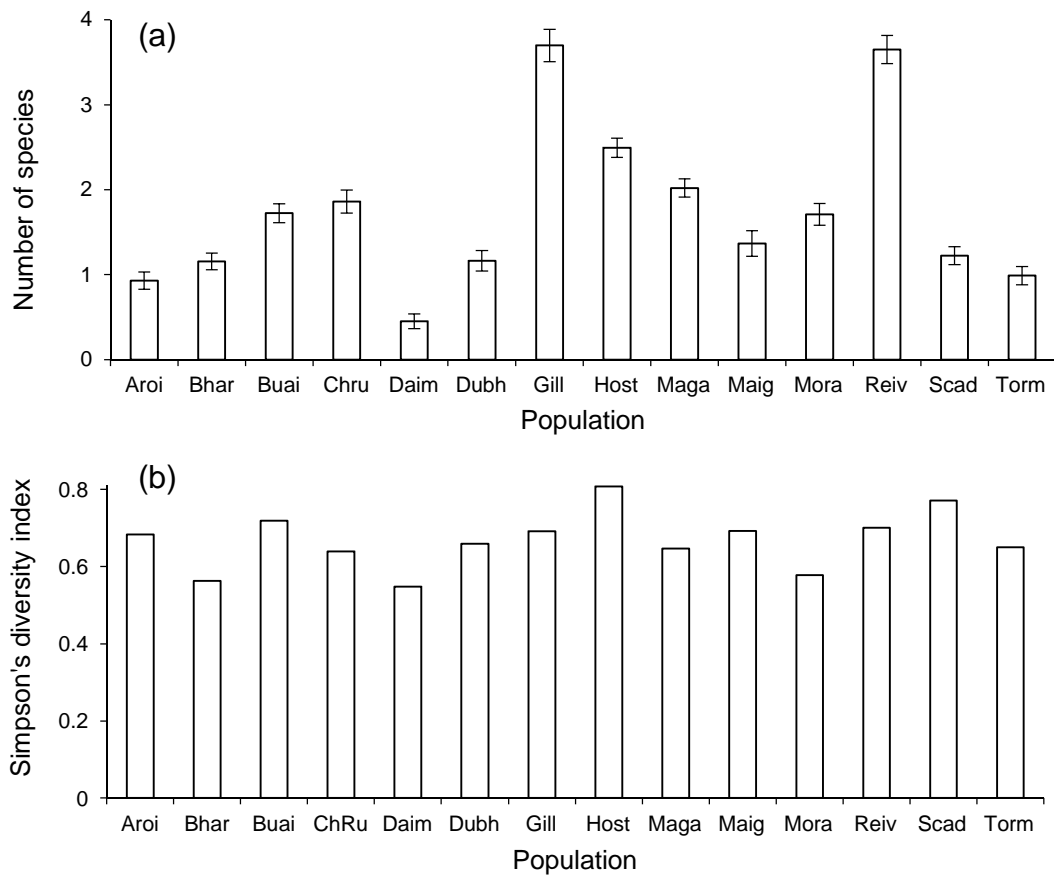 (a)
Number of species
4
3
2
1
0
Aroi Bhar Buai Chru Daim Dubh Gill Host Maga Maig Mora Reiv Scad Torm
Population
(b)
Simpson's diversity index
0.8
0.6
0.4
0.2
0
Aroi Bhar Buai ChRu Daim Dubh Gill Host Maga Maig Mora Reiv Scad Torm
Population